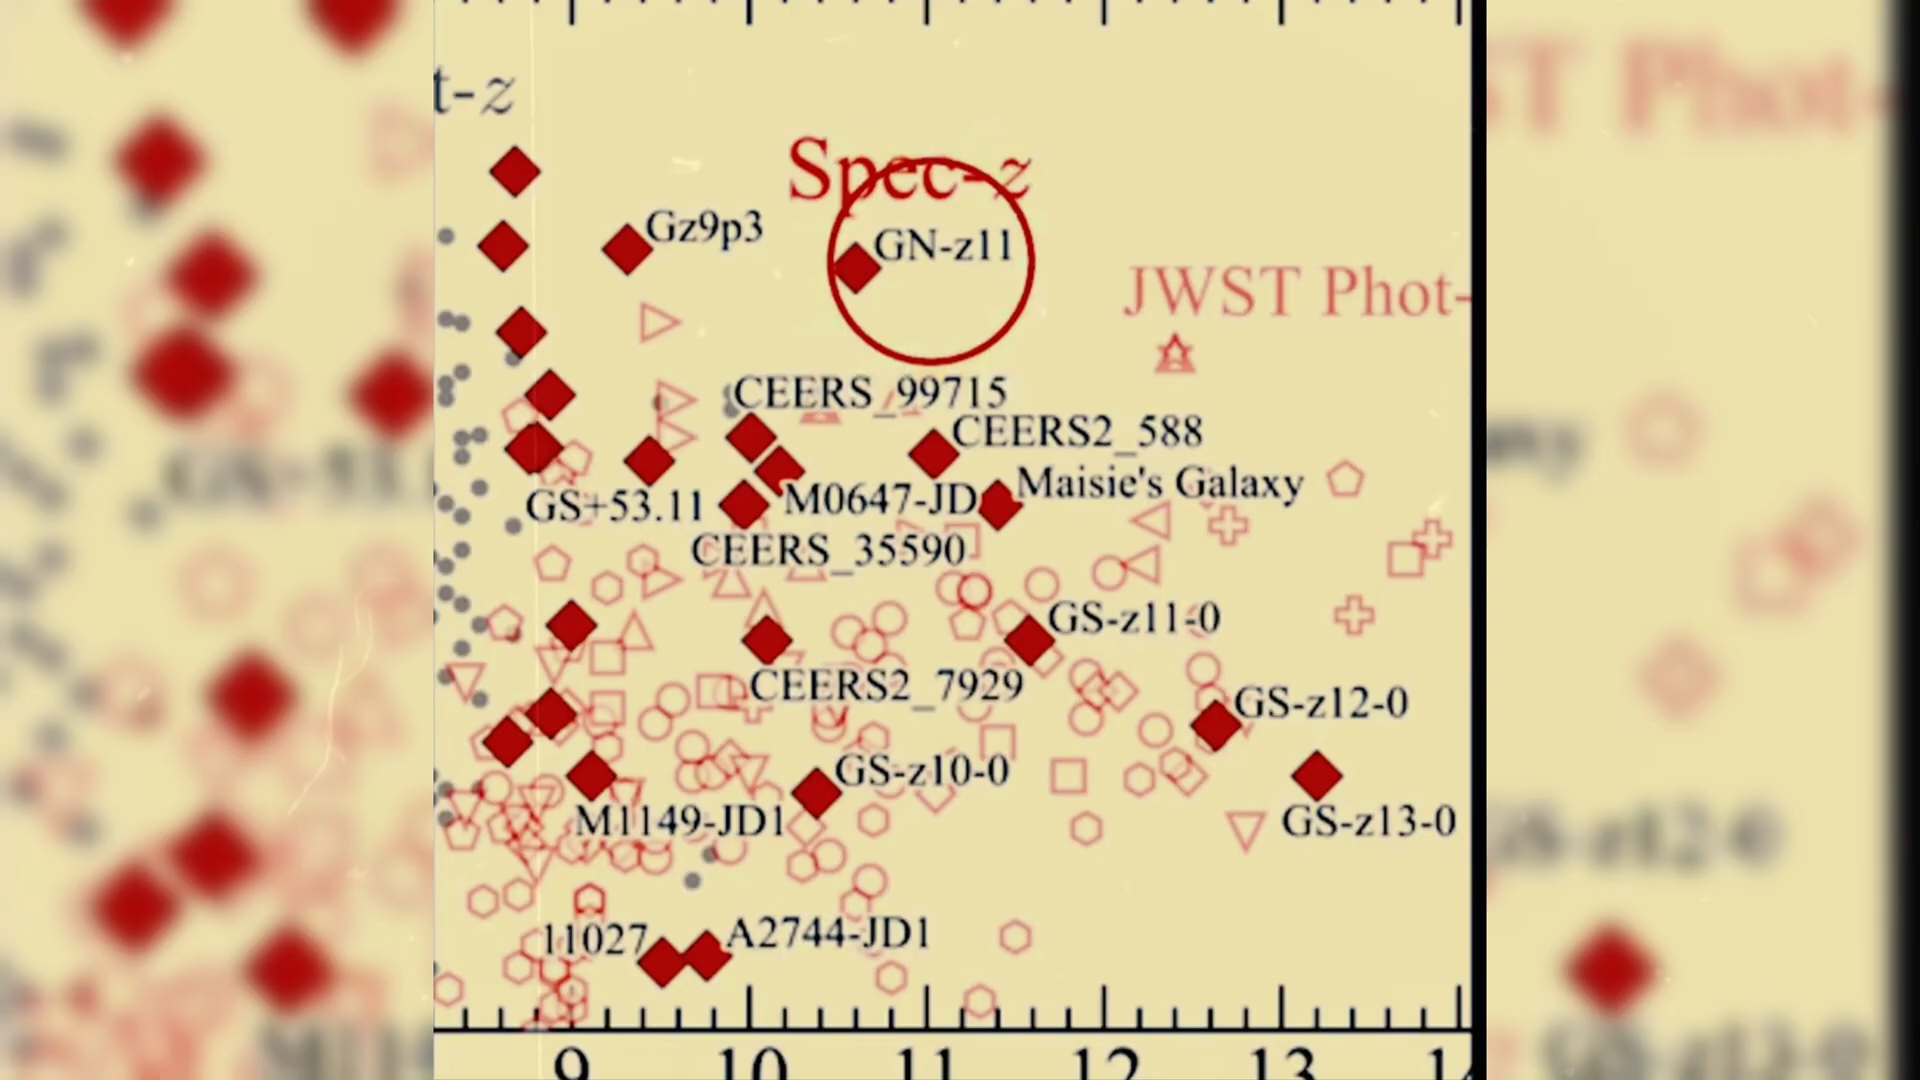 t-z
Spec-z
Gz9p3
GN-z11
JWST Phot-
CEERS_99715
CEERS2_588
Maisie's Galaxy
GS+53.11
M0647-JD
CEERS_35590
GS-z11-0
CEERS2_7929
GS-z12-0
GS-z10-0
M1149-JD1
GS-z13-0
11027
A2744-JD1
9 10 11 12 13